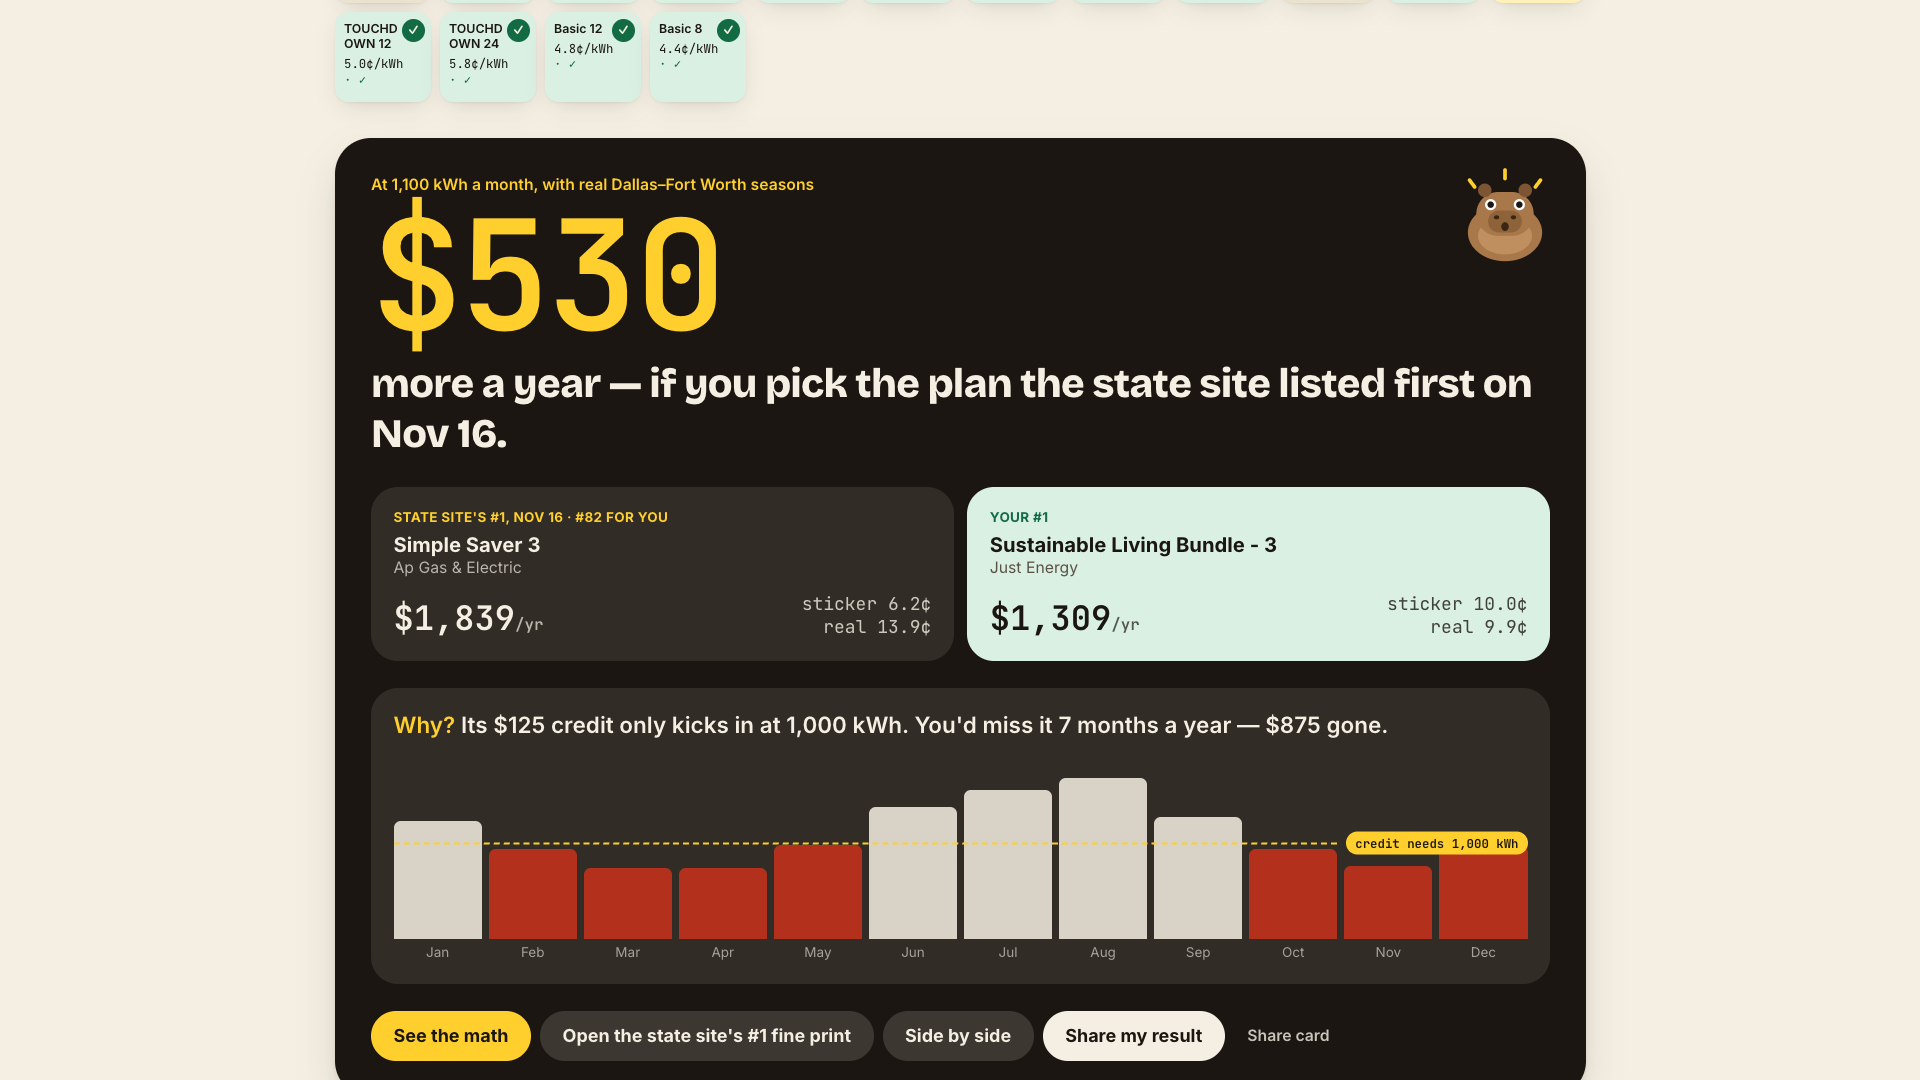 TOUCHD
OWN 12
5.0¢/kWh
· ✓
TOUCHD
OWN 24
5.8¢/kWh
· ✓
Basic 12
4.8¢/kWh
· ✓
Basic 8
4.4¢/kWh
· ✓
At 1,100 kWh a month, with real Dallas–Fort Worth seasons
$530
more a year — if you pick the plan the state site listed first on
Nov 16.
STATE SITE'S #1, NOV 16 · #82 FOR YOU
Simple Saver 3
Ap Gas & Electric
$1,839/yr
sticker 6.2¢
real 13.9¢
YOUR #1
Sustainable Living Bundle - 3
Just Energy
$1,309/yr
sticker 10.0¢
real 9.9¢
Why? Its $125 credit only kicks in at 1,000 kWh. You'd miss it 7 months a year — $875 gone.
credit needs 1,000 kWh
Jan Feb Mar Apr May Jun Jul Aug Sep Oct Nov Dec
See the math
Open the state site's #1 fine print
Side by side
Share my result
Share card